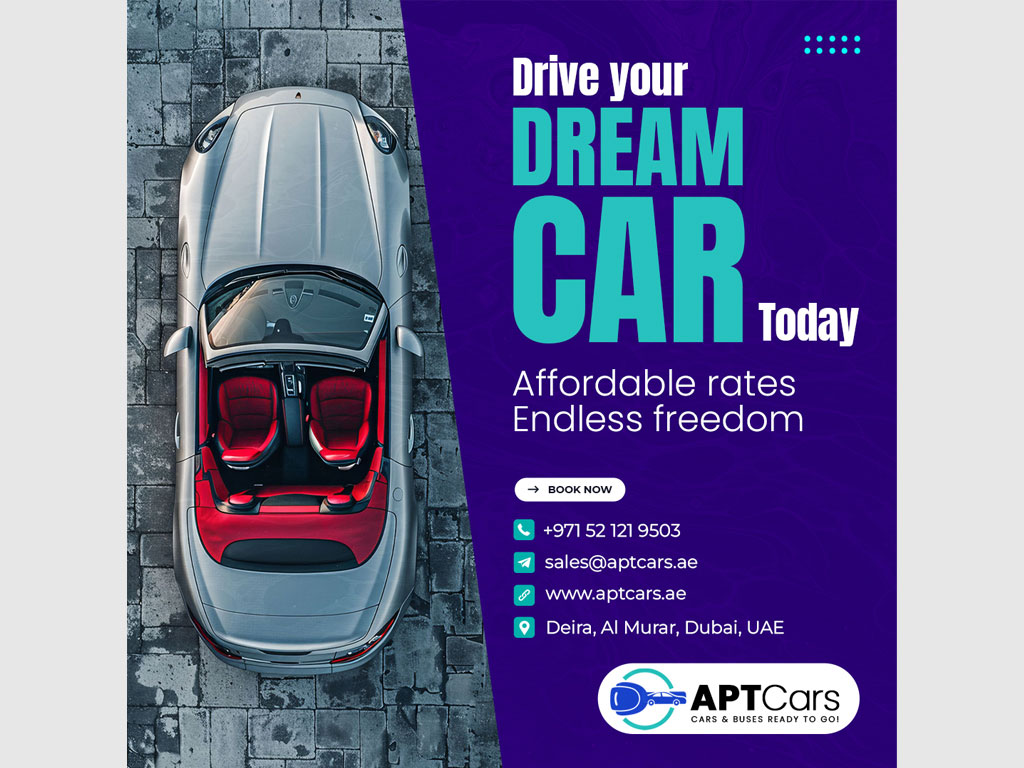 Drive your
DREAM
CAR Today
Affordable rates
Endless freedom
→ BOOK NOW
+971 52 121 9503
sales@aptcars.ae
www.aptcars.ae
Deira, Al Murar, Dubai, UAE
APTCars
CARS & BUSES READY TO GO!